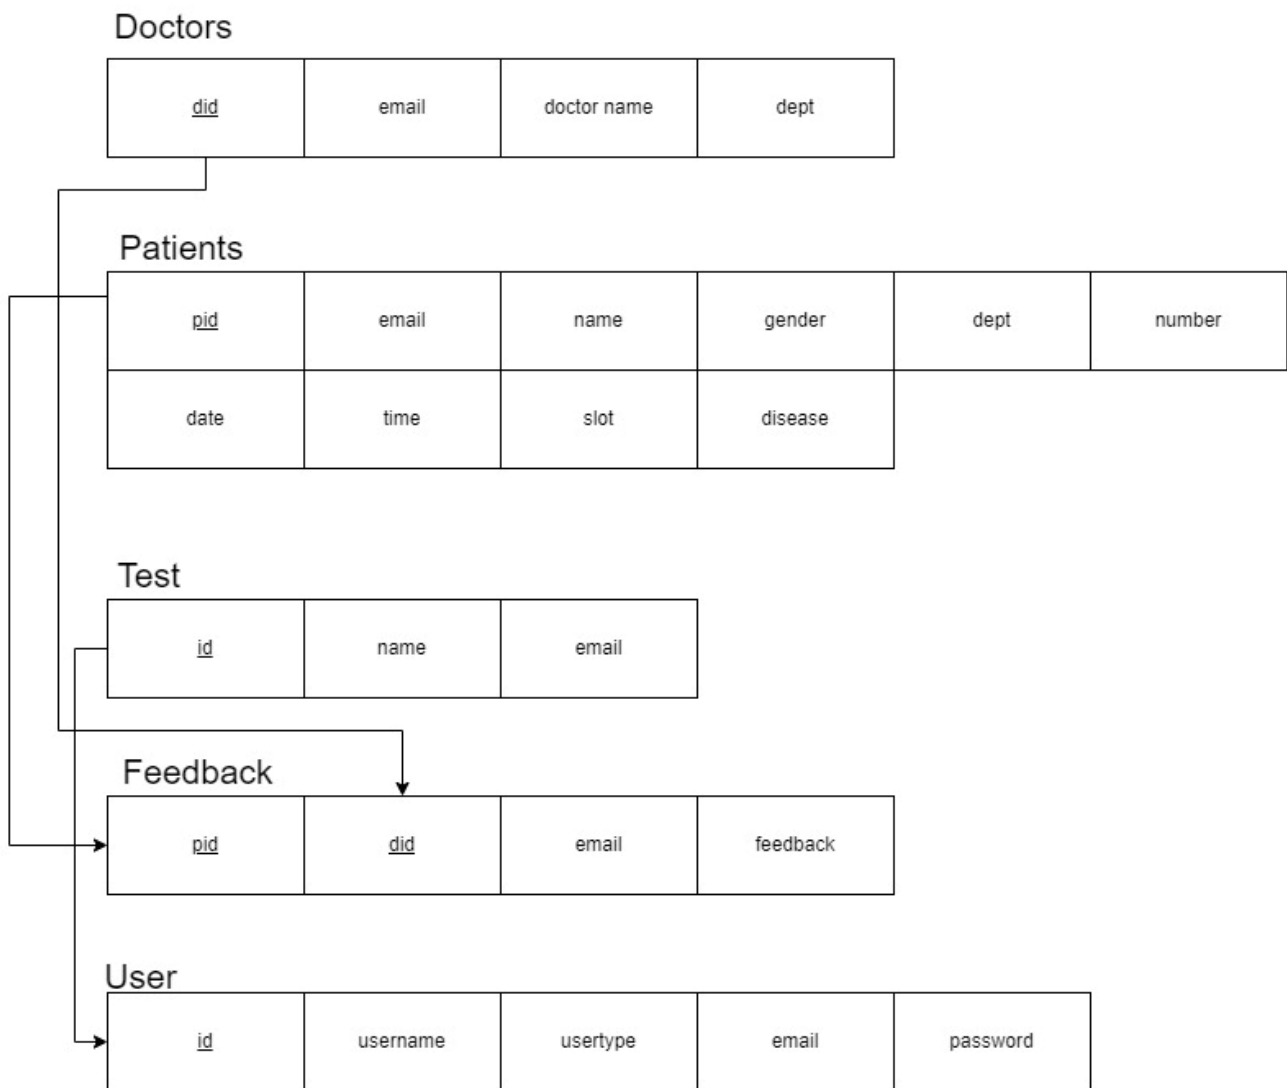 Doctors
did email doctor name dept
Patients
pid email name gender dept number
date time slot disease
Test
id name email
Feedback
pid did email feedback
User
id username usertype email password